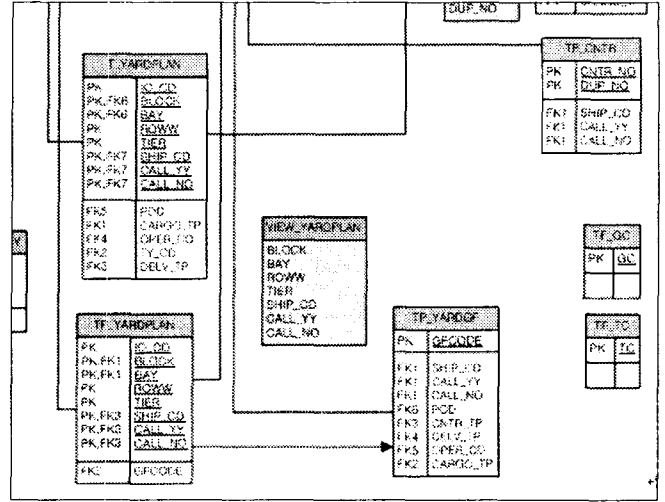 DUP_NO
TF_CNTR
PK CNTR_NO
PK DUP_NO
FK1 SHIP_CD
FK1 CALL_YY
FK1 CALL_NO
T_YARDPLAN
PK IO_CD
PK,FK6 BLOCK
PK,FK6 BAY
PK ROWW
PK TIER
PK,FK7 SHIP_CD
PK,FK7 CALL_YY
PK,FK7 CALL_NO
FK5 POD
FK1 CARGO_TP
FK4 OPER_CD
FK2 TY_CD
FK3 DELV_TP
VIEW_YARDPLAN
BLOCK
BAY
ROWW
TIER
SHIP_CD
CALL_YY
CALL_NO
Y
TF_GC
PK GC
TF_YARDPLAN
PK IO_CD
PK,FK1 BLOCK
PK,FK1 BAY
PK ROWW
PK TIER
PK,FK3 SHIP_CD
PK,FK3 CALL_YY
PK,FK3 CALL_NO
FK2 GPCODE
TP_YARDGP
PK GPCODE
FK1 SHIP_CD
FK1 CALL_YY
FK1 CALL_NO
FK6 POD
FK3 CNTR_TP
FK4 DELV_TP
FK5 OPER_CD
FK2 CARGO_TP
TF_TC
PK TC